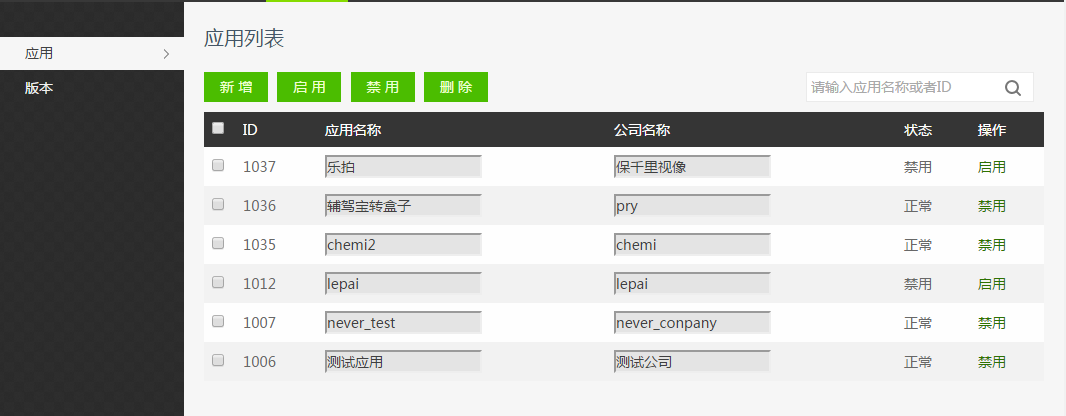 应用
版本
应用列表
新 增 启 用 禁 用 删 除 请输入应用名称或者ID
ID 应用名称 公司名称 状态 操作
1037 乐拍 保千里视像 禁用 启用
1036 辅驾宝转盒子 pry 正常 禁用
1035 chemi2 chemi 正常 禁用
1012 lepai lepai 禁用 启用
1007 never_test never_conpany 正常 禁用
1006 测试应用 测试公司 正常 禁用